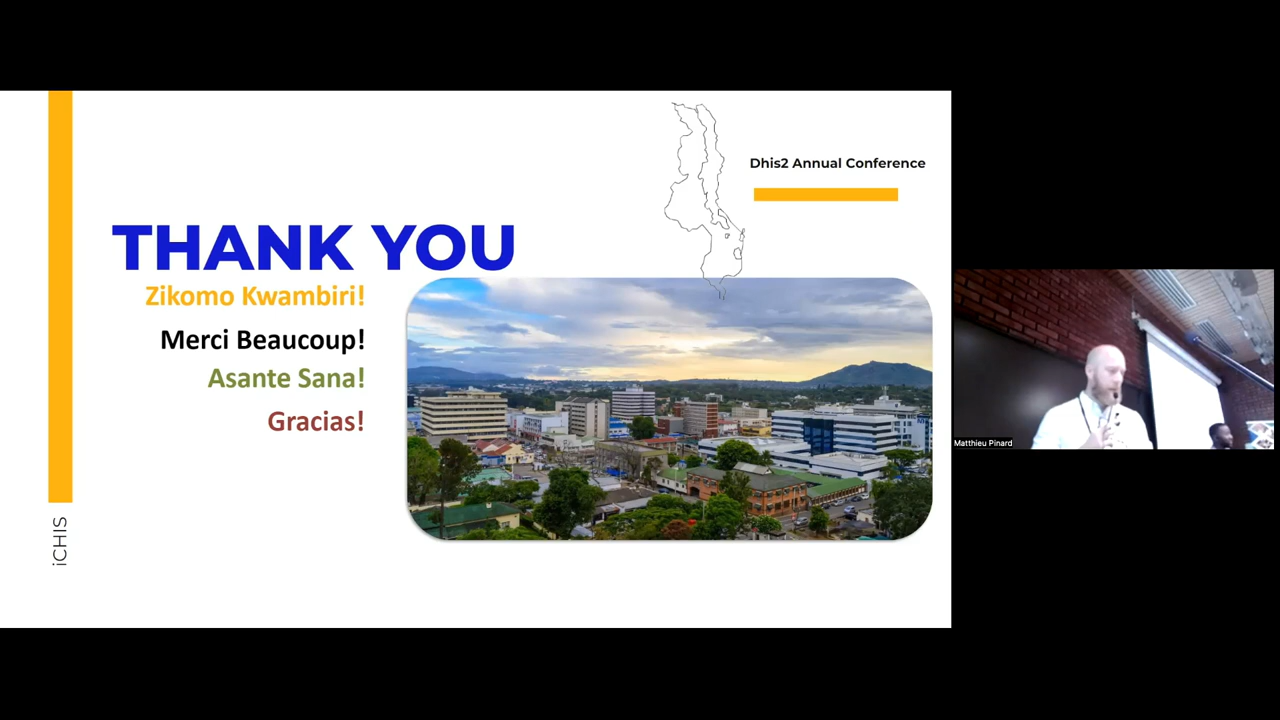 Dhis2 Annual Conference
THANK YOU
Zikomo Kwambiri!
Merci Beaucoup!
Asante Sana!
Gracias!
iCHIS
Matthieu Pinard